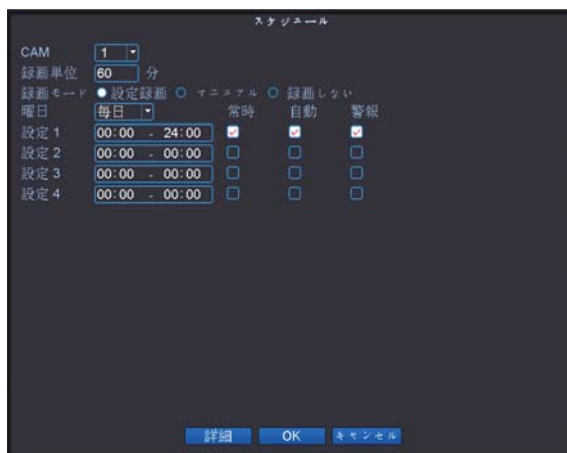 スケジュール
CAM 1
録画単位 60 分
録画モード 設定録画 マニュアル 録画しない
曜日 毎日 常時 自動 警報
設定 1 00:00 - 24:00
設定 2 00:00 - 00:00
設定 3 00:00 - 00:00
設定 4 00:00 - 00:00
詳細 OK キャンセル